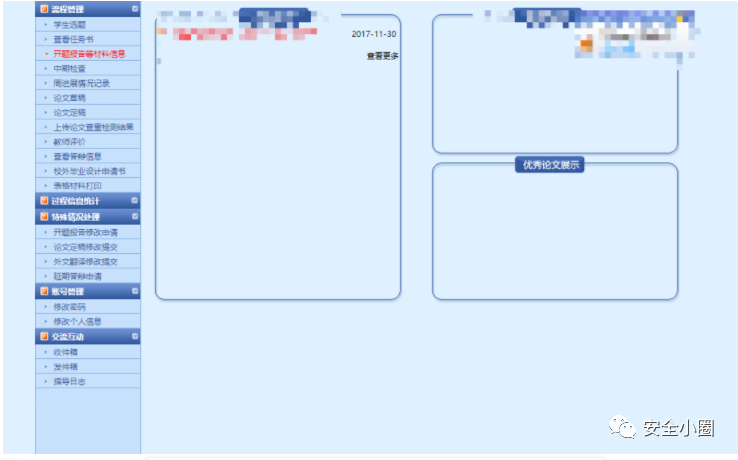 流程管理
学生选题
查看任务书
开题报告等材料信息
中期检查
周进展情况记录
论文草稿
论文定稿
上传论文查重检测结果
教师评价
查看答辩信息
校外毕业设计申请书
表格材料打印
过程信息统计
特殊情况处理
开题报告修改申请
论文定稿修改提交
外文翻译修改提交
延期答辩申请
账号管理
修改密码
修改个人信息
交流互动
收件箱
发件箱
指导日志
2017-11-30
查看更多
优秀论文展示
安全小圈